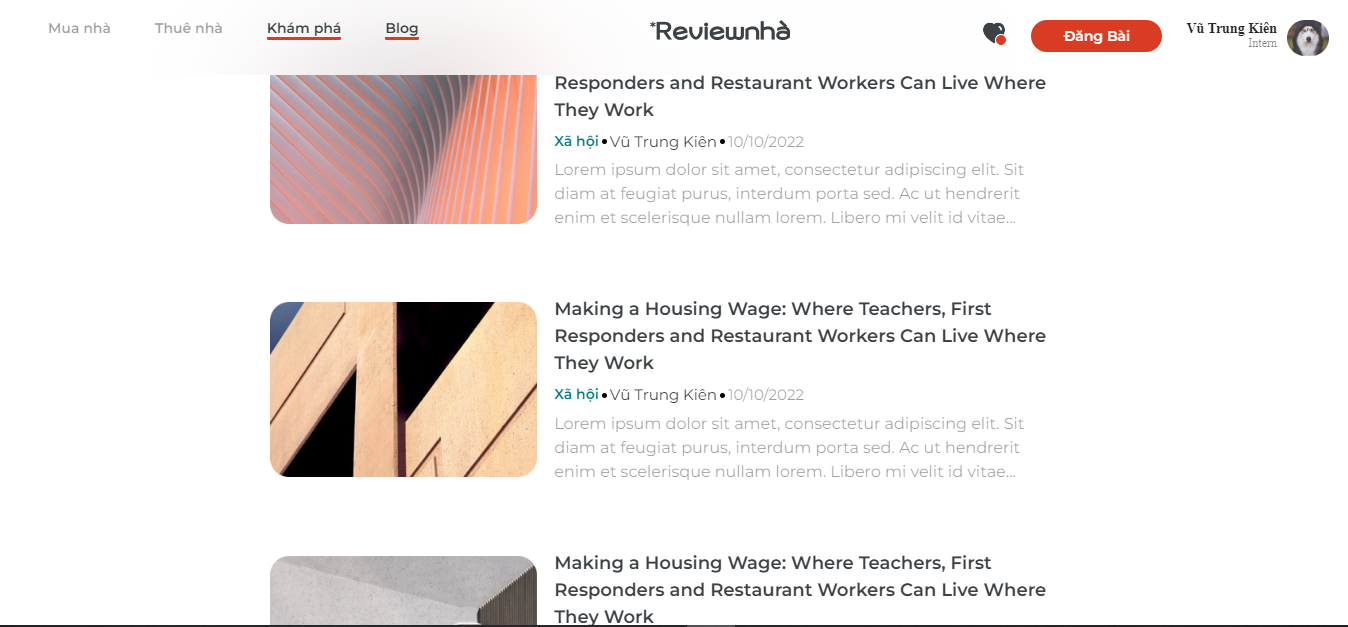 Mua nhà
Thuê nhà
Khám phá
Blog
*Reviewnhà
Đăng Bài
Vũ Trung Kiên
Intern
Responders and Restaurant Workers Can Live Where
They Work
Xã hội • Vũ Trung Kiên • 10/10/2022
Lorem ipsum dolor sit amet, consectetur adipiscing elit. Sit
diam at feugiat purus, interdum porta sed. Ac ut hendrerit
enim et scelerisque nullam lorem. Libero mi velit id vitae...
Making a Housing Wage: Where Teachers, First
Responders and Restaurant Workers Can Live Where
They Work
Xã hội • Vũ Trung Kiên • 10/10/2022
Lorem ipsum dolor sit amet, consectetur adipiscing elit. Sit
diam at feugiat purus, interdum porta sed. Ac ut hendrerit
enim et scelerisque nullam lorem. Libero mi velit id vitae...
Making a Housing Wage: Where Teachers, First
Responders and Restaurant Workers Can Live Where
They Work